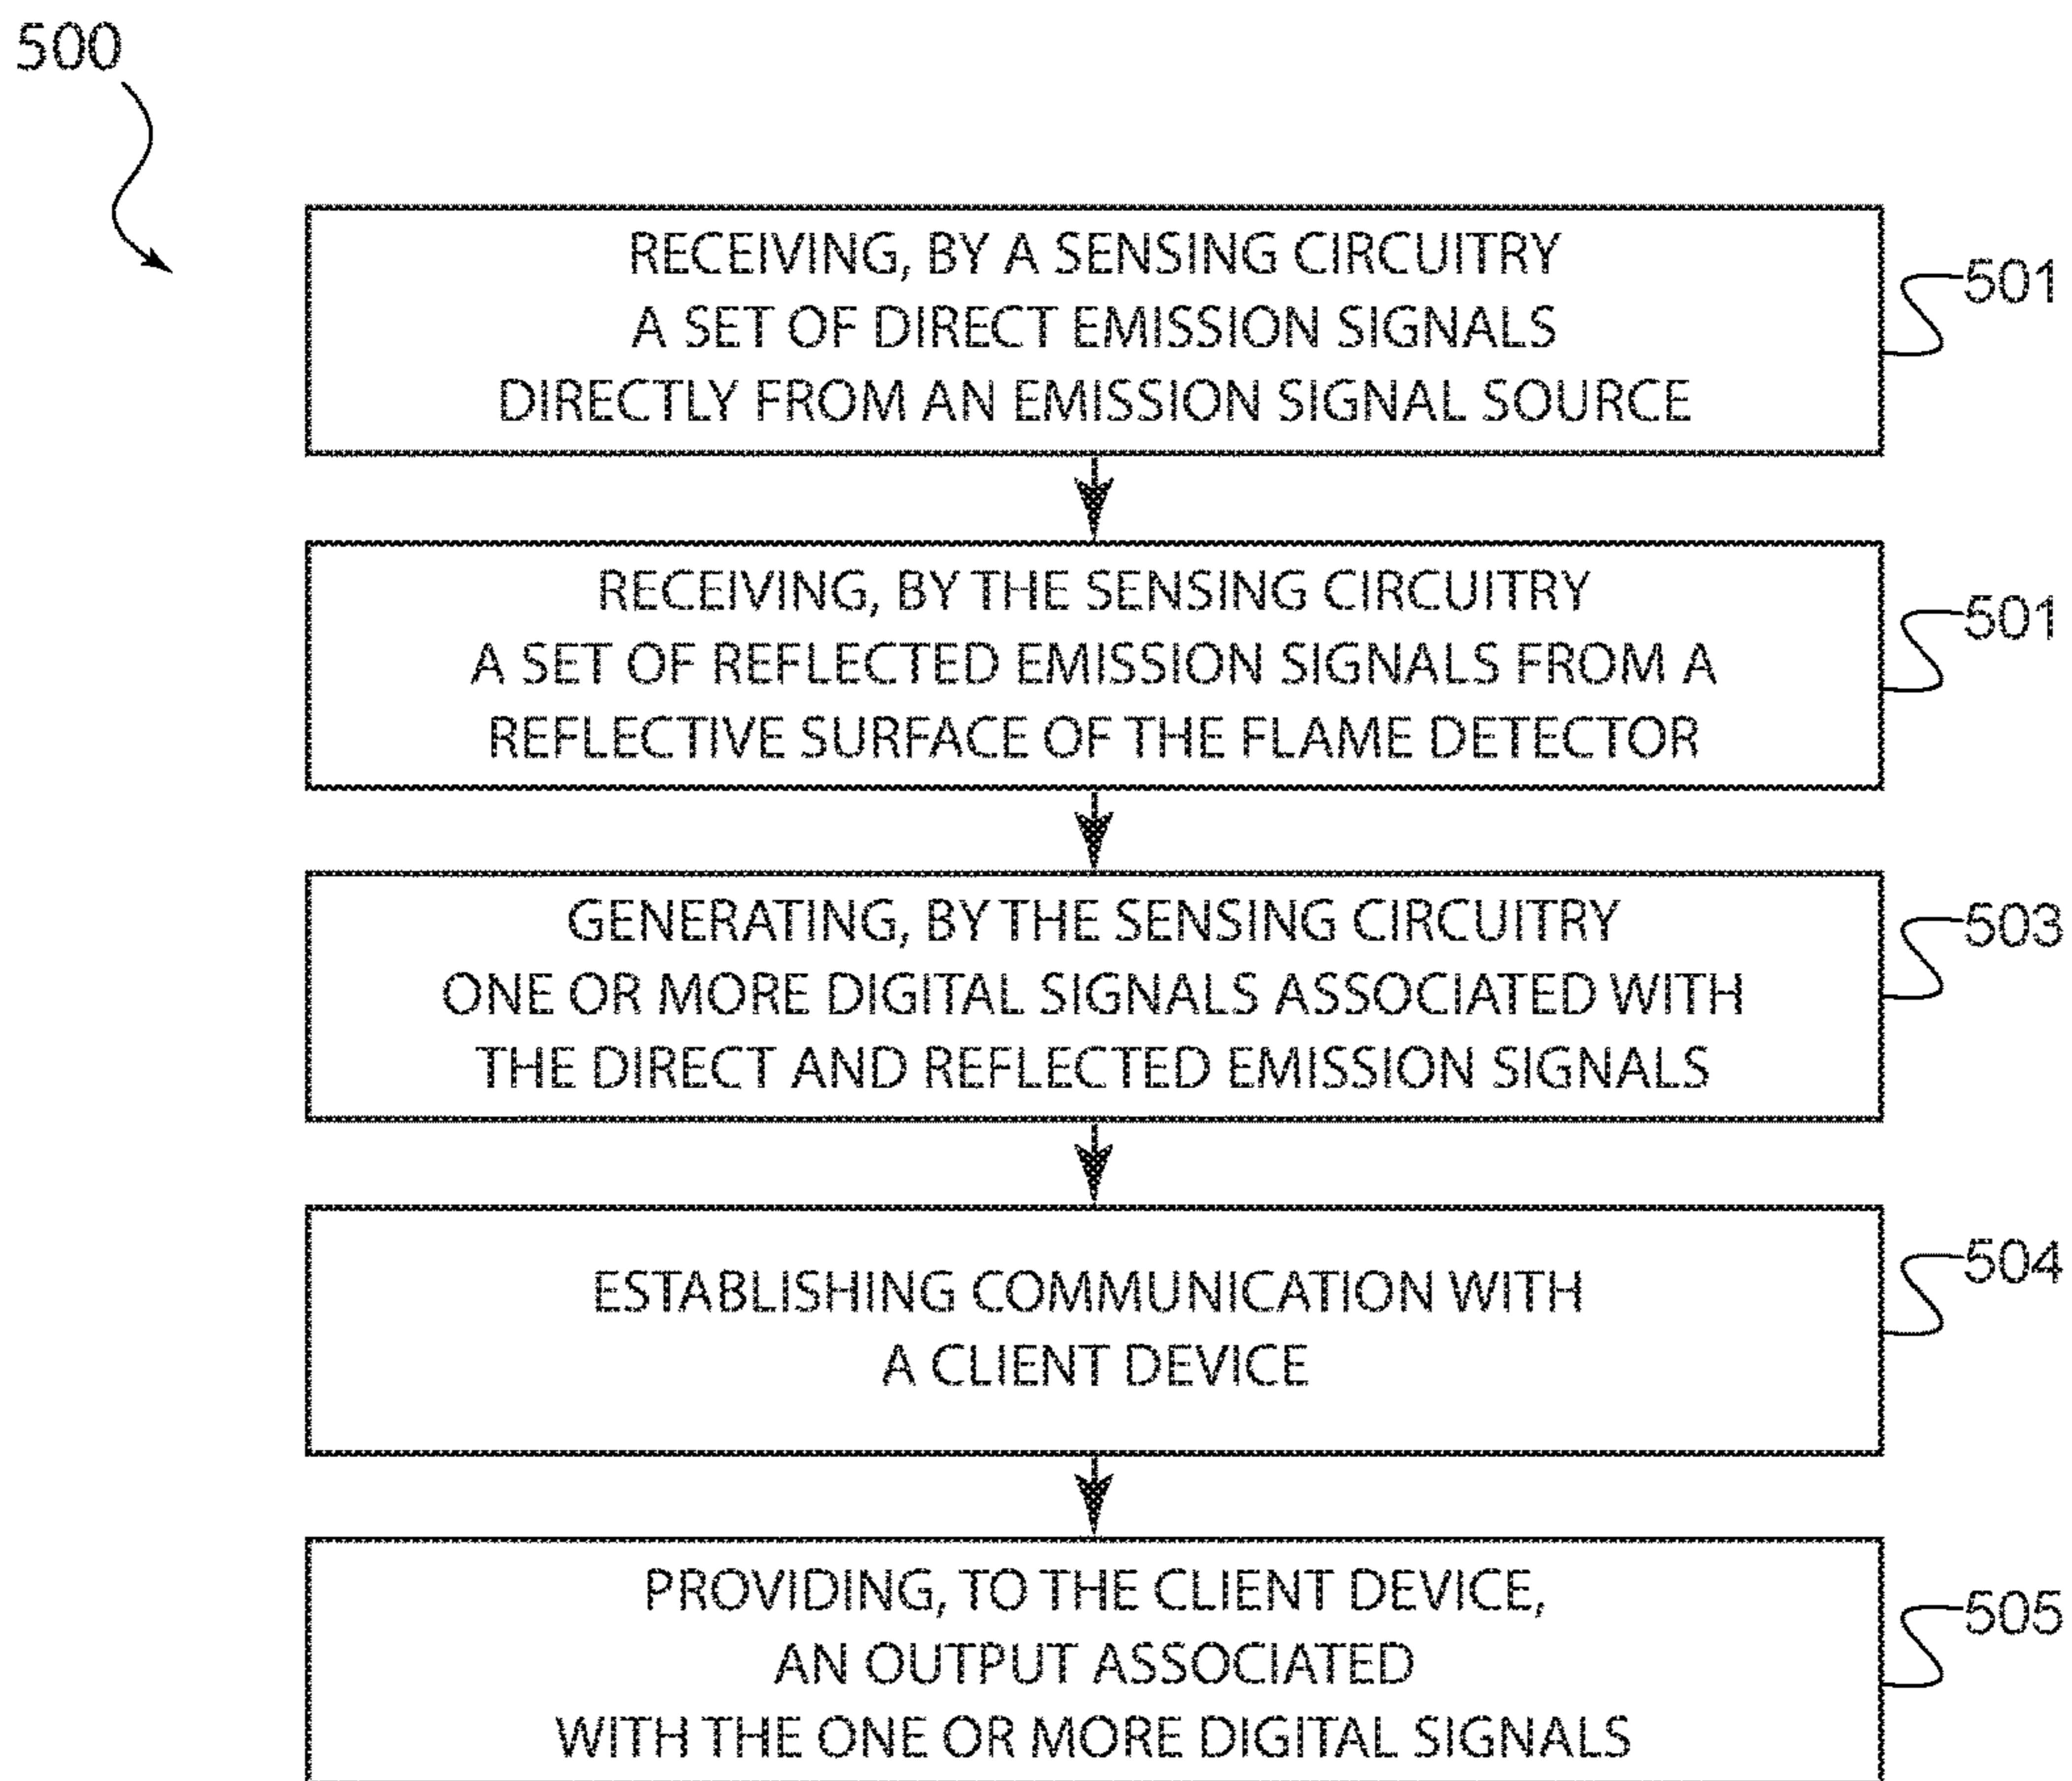 500
RECEIVING, BY A SENSING CIRCUITRY
A SET OF DIRECT EMISSION SIGNALS
DIRECTLY FROM AN EMISSION SIGNAL SOURCE
501
RECEIVING, BY THE SENSING CIRCUITRY
A SET OF REFLECTED EMISSION SIGNALS FROM A
REFLECTIVE SURFACE OF THE FLAME DETECTOR
501
GENERATING, BY THE SENSING CIRCUITRY
ONE OR MORE DIGITAL SIGNALS ASSOCIATED WITH
THE DIRECT AND REFLECTED EMISSION SIGNALS
503
ESTABLISHING COMMUNICATION WITH
A CLIENT DEVICE
504
PROVIDING, TO THE CLIENT DEVICE,
AN OUTPUT ASSOCIATED
WITH THE ONE OR MORE DIGITAL SIGNALS
505